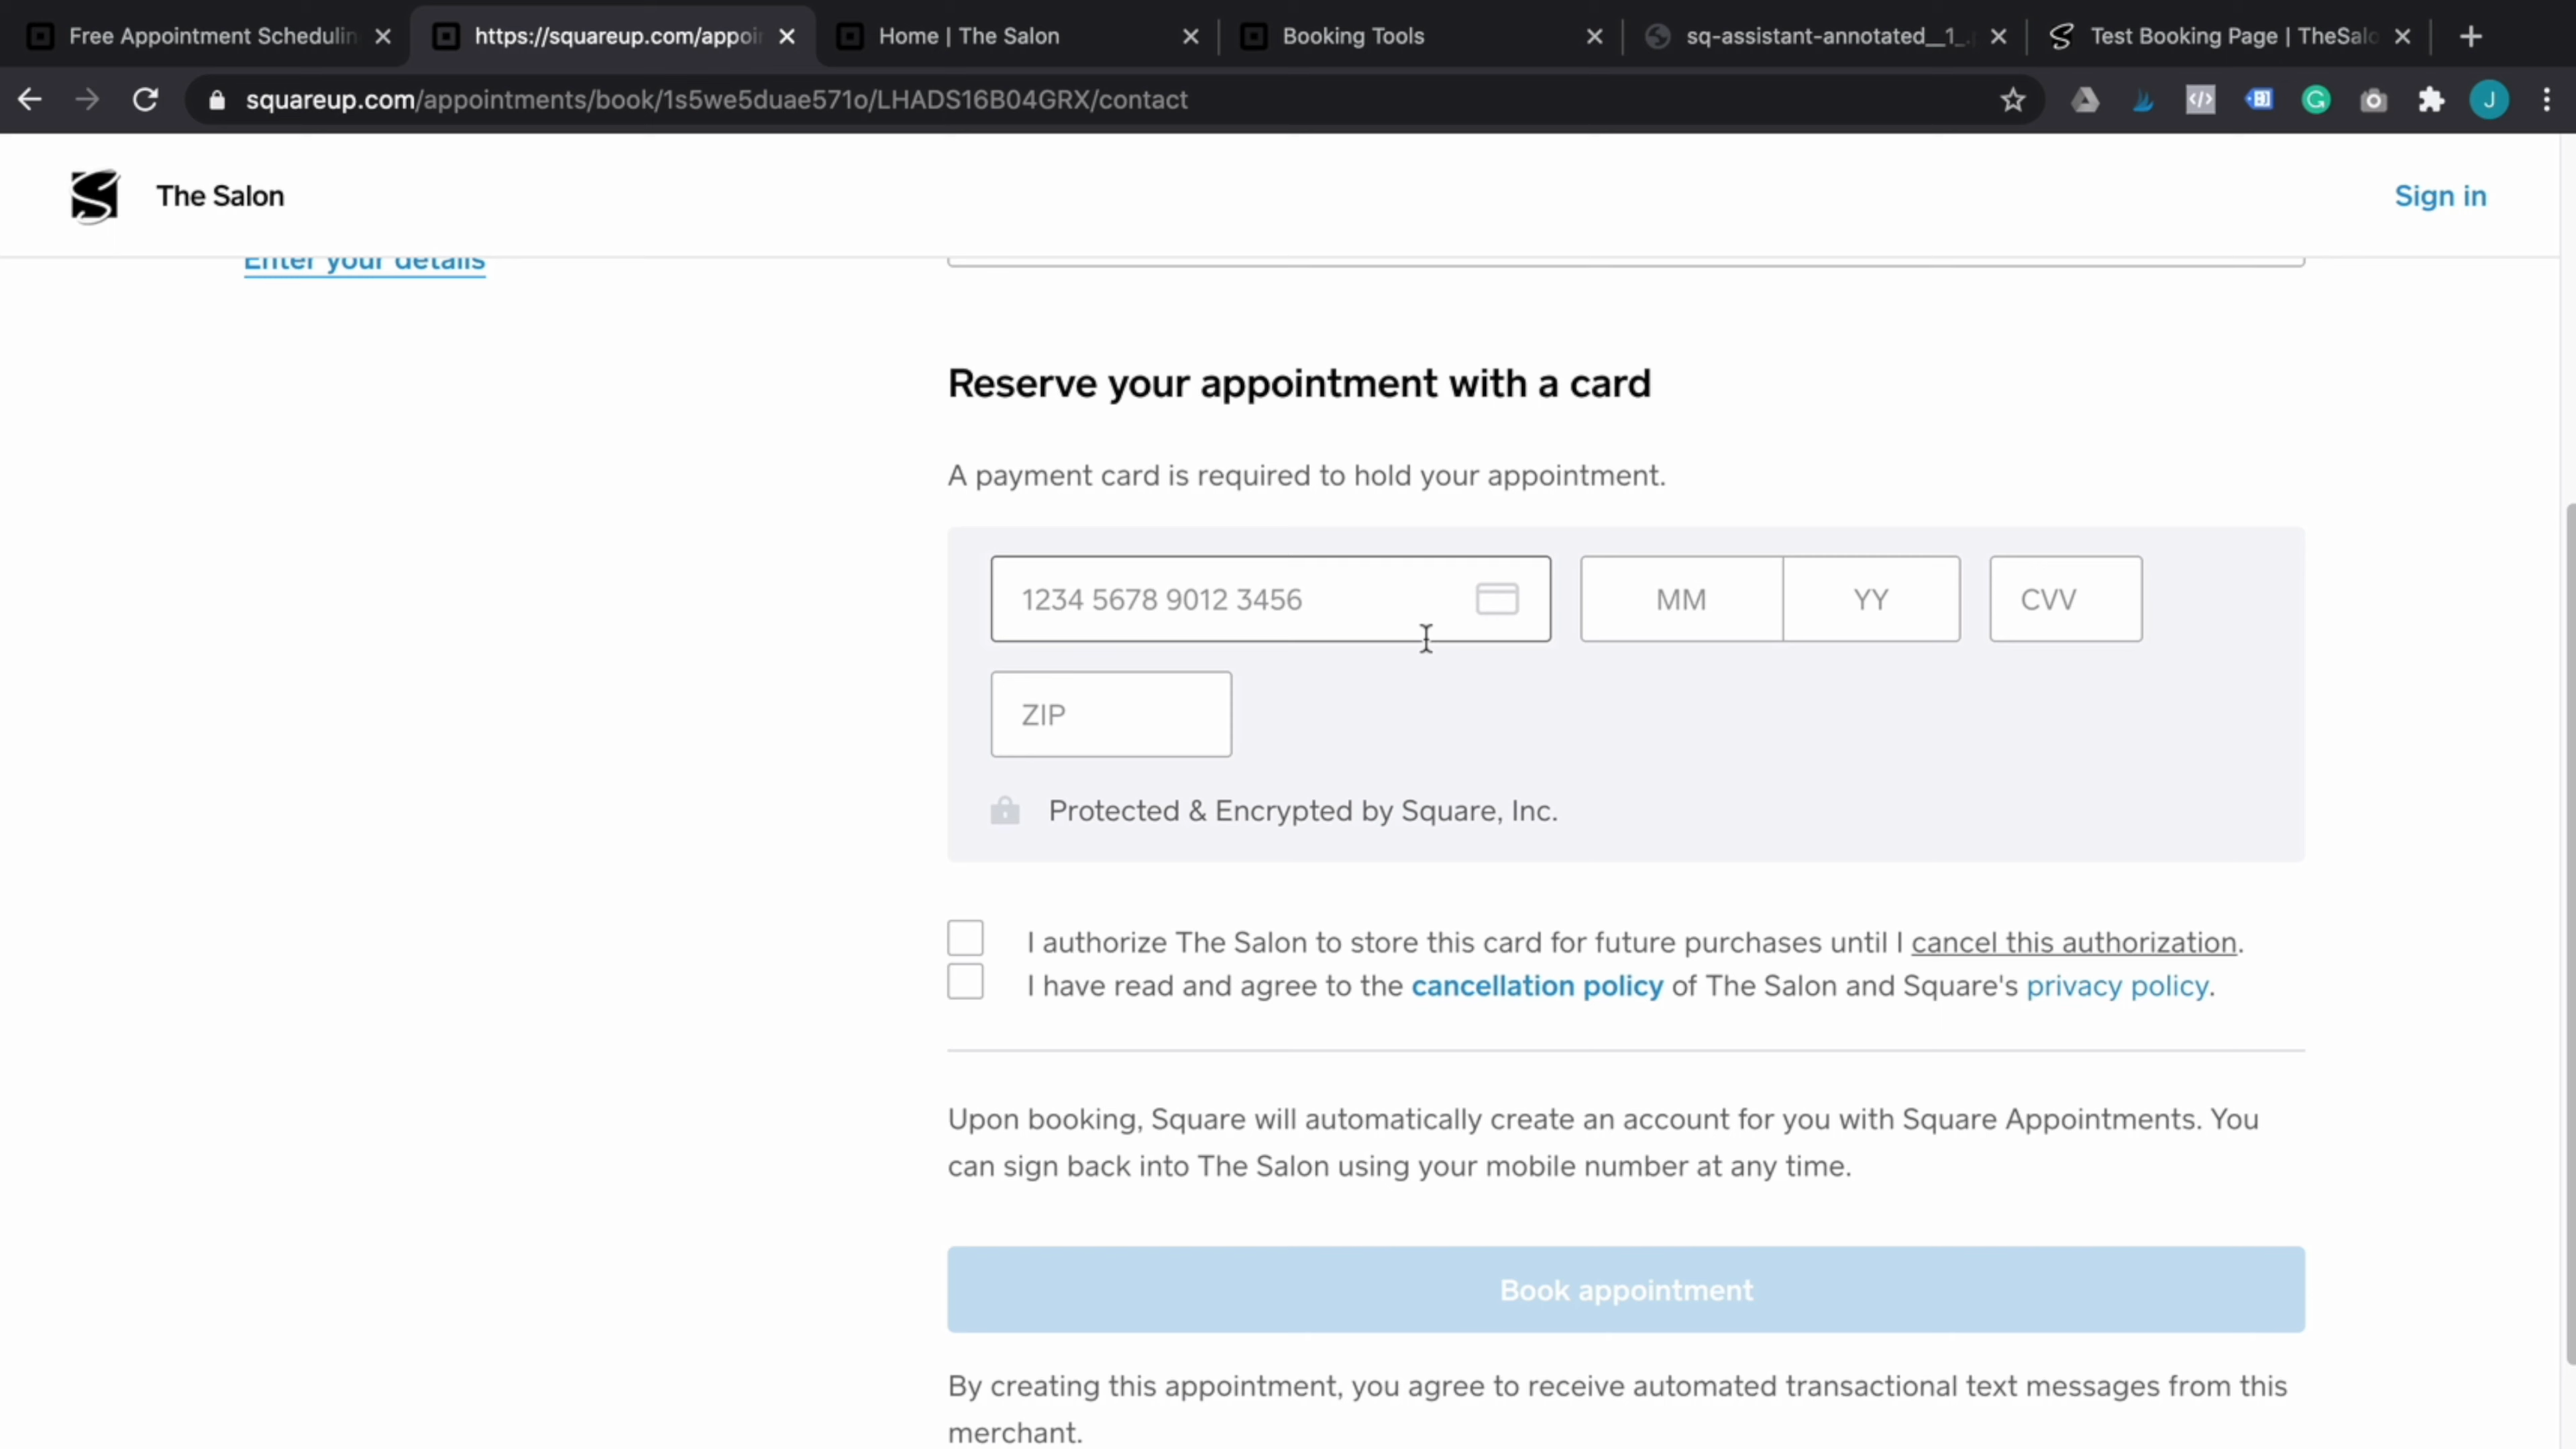 Free Appointment Schedulin
https://squareup.com/appoi
Home | The Salon
Booking Tools
sq-assistant-annotated__1_.
Test Booking Page | TheSalo
squareup.com/appointments/book/1s5we5duae571o/LHADS16B04GRX/contact
J
The Salon
Sign in
Enter your details
Reserve your appointment with a card
A payment card is required to hold your appointment.
1234 5678 9012 3456
MM
YY
CVV
ZIP
Protected & Encrypted by Square, Inc.
I authorize The Salon to store this card for future purchases until I cancel this authorization.
I have read and agree to the cancellation policy of The Salon and Square's privacy policy.
Upon booking, Square will automatically create an account for you with Square Appointments. You
can sign back into The Salon using your mobile number at any time.
Book appointment
By creating this appointment, you agree to receive automated transactional text messages from this
merchant.